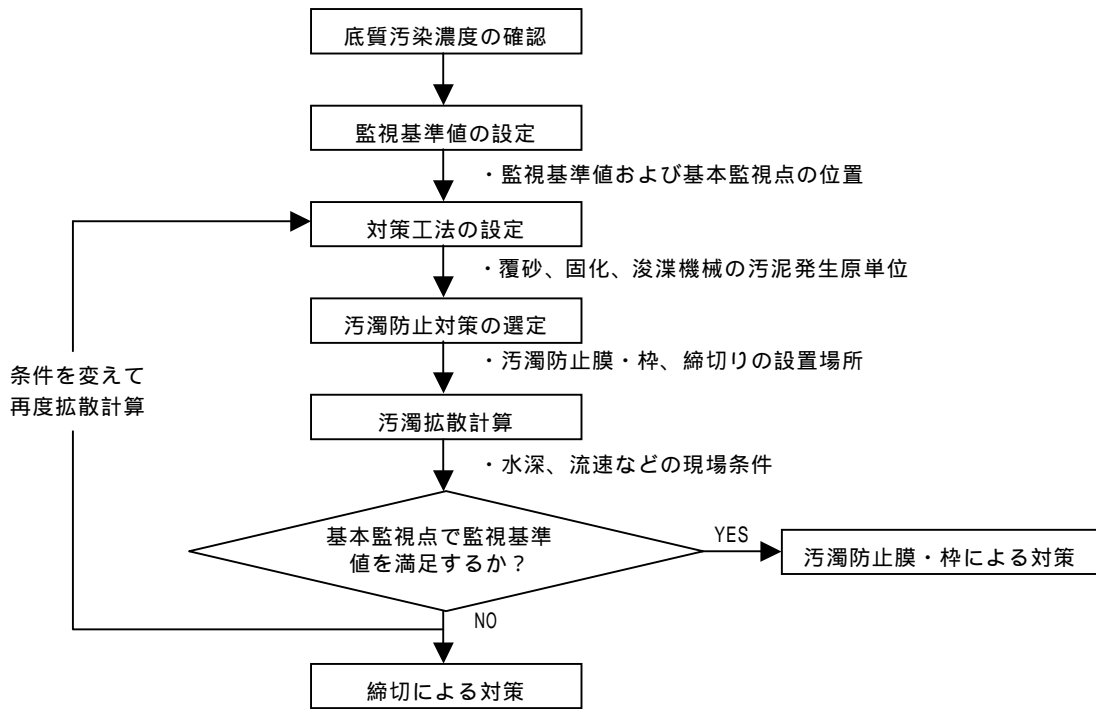 底質汚染濃度の確認
監視基準値の設定
・監視基準値および基本監視点の位置
対策工法の設定
・覆砂、固化、浚渫機械の汚泥発生原単位
汚濁防止対策の選定
・汚濁防止膜・枠、締切りの設置場所
条件を変えて
再度拡散計算
汚濁拡散計算
・水深、流速などの現場条件
基本監視点で監視基準
値を満足するか？
YES
汚濁防止膜・枠による対策
NO
締切による対策